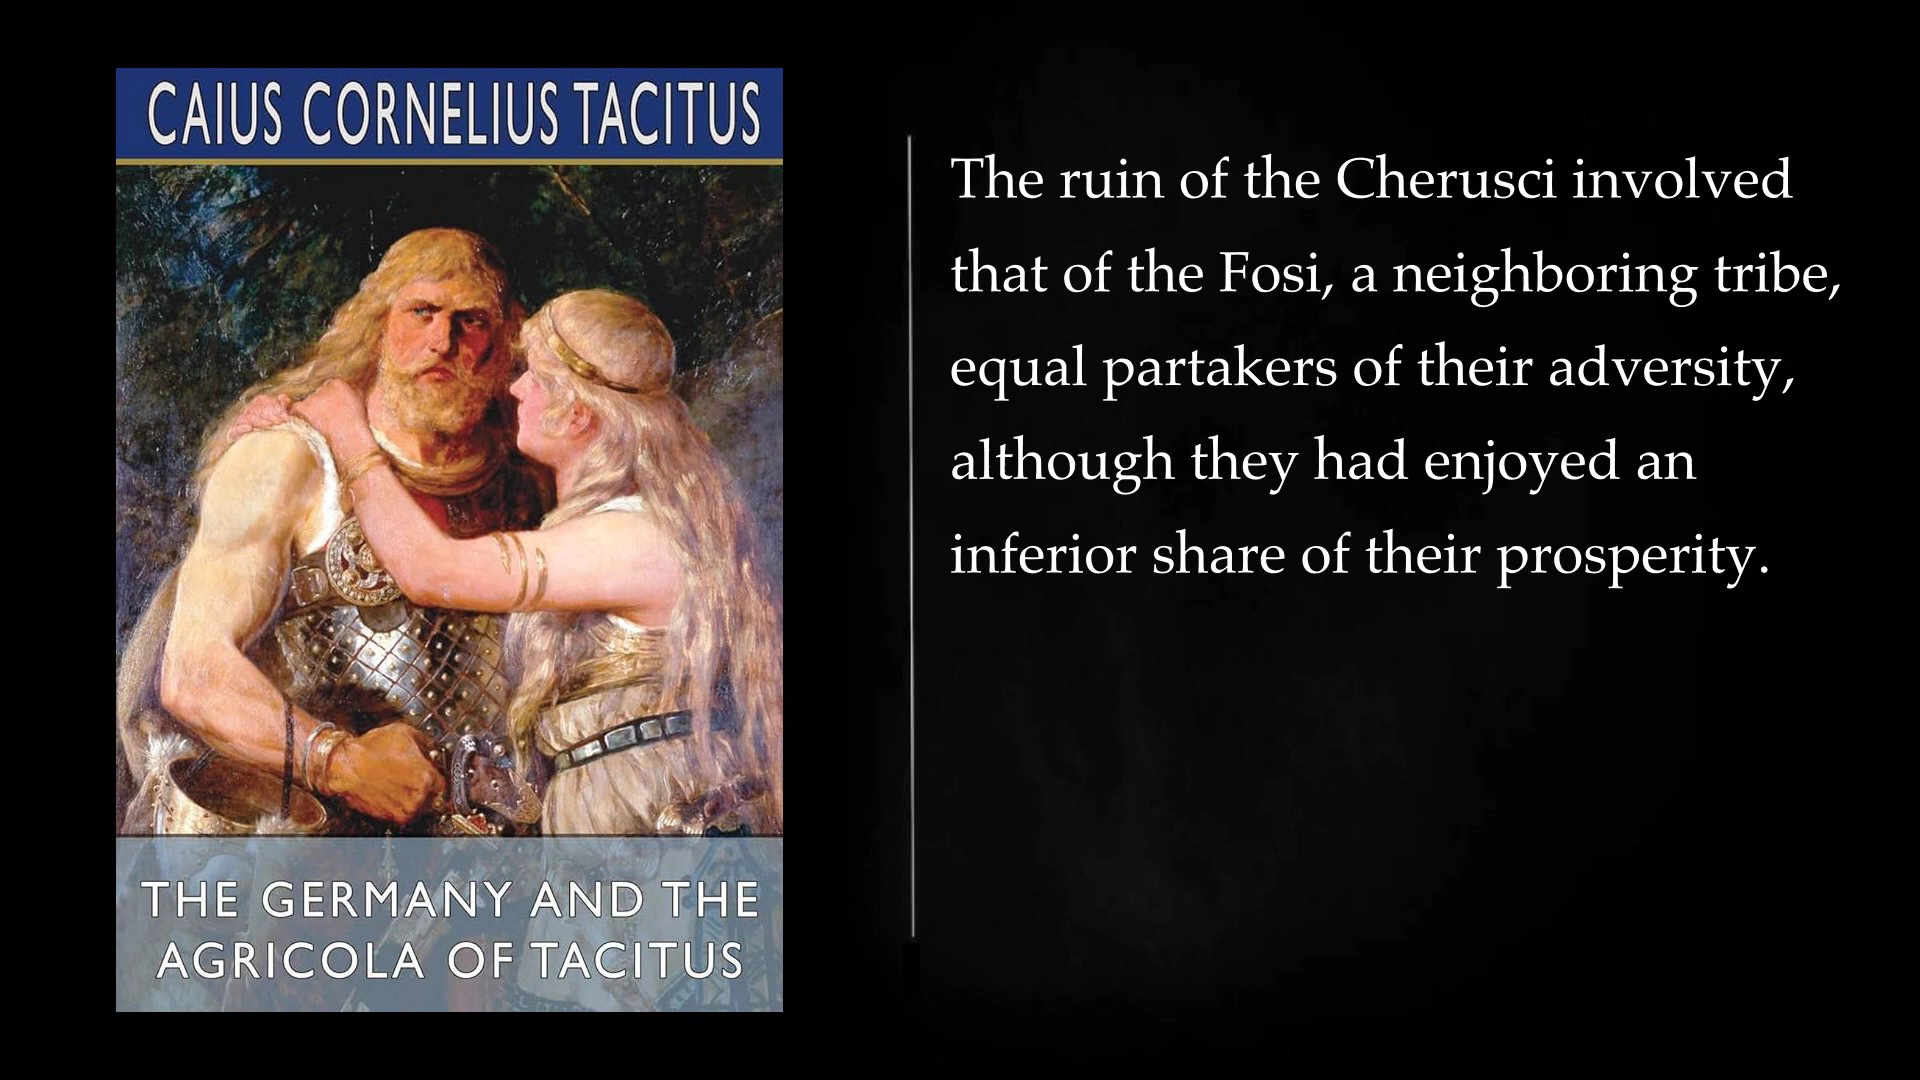 CAIUS CORNELIUS TACITUS
THE GERMANY AND THE
AGRICOLA OF TACITUS
The ruin of the Cherusci involved
that of the Fosi, a neighboring tribe,
equal partakers of their adversity,
although they had enjoyed an
inferior share of their prosperity.